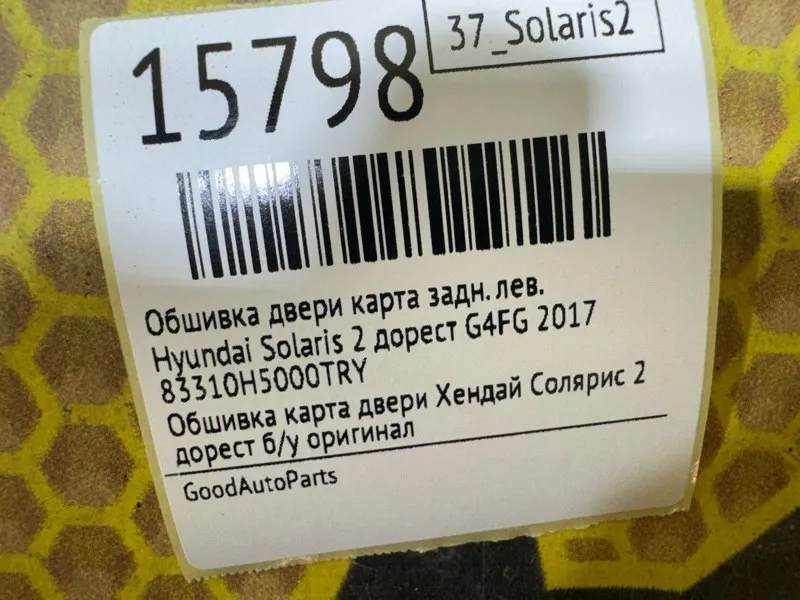 37_Solaris2
15798
Обшивка двери карта задн. лев.
Hyundai Solaris 2 дорест G4FG 2017
83310H5000TRY
Обшивка карта двери Хендай Солярис 2
дорест б/у оригинал
GoodAutoParts